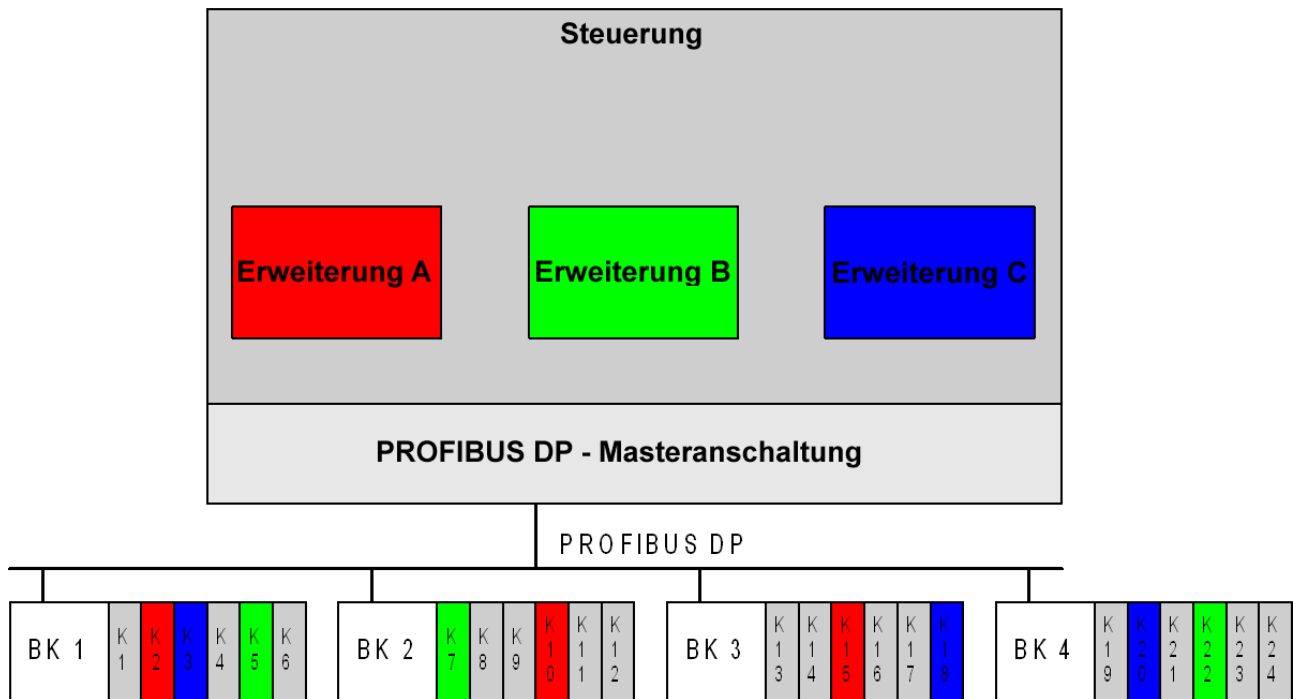 Steuerung
Erweiterung A Erweiterung B Erweiterung C
PROFIBUS DP - Masteranschaltung
PROFIBUS DP
BK 1 K1 K2 K3 K4 K5 K6 BK 2 K7 K8 K9 K10 K11 K12 BK 3 K13 K14 K15 K16 K17 K18 BK 4 K19 K20 K21 K22 K23 K24